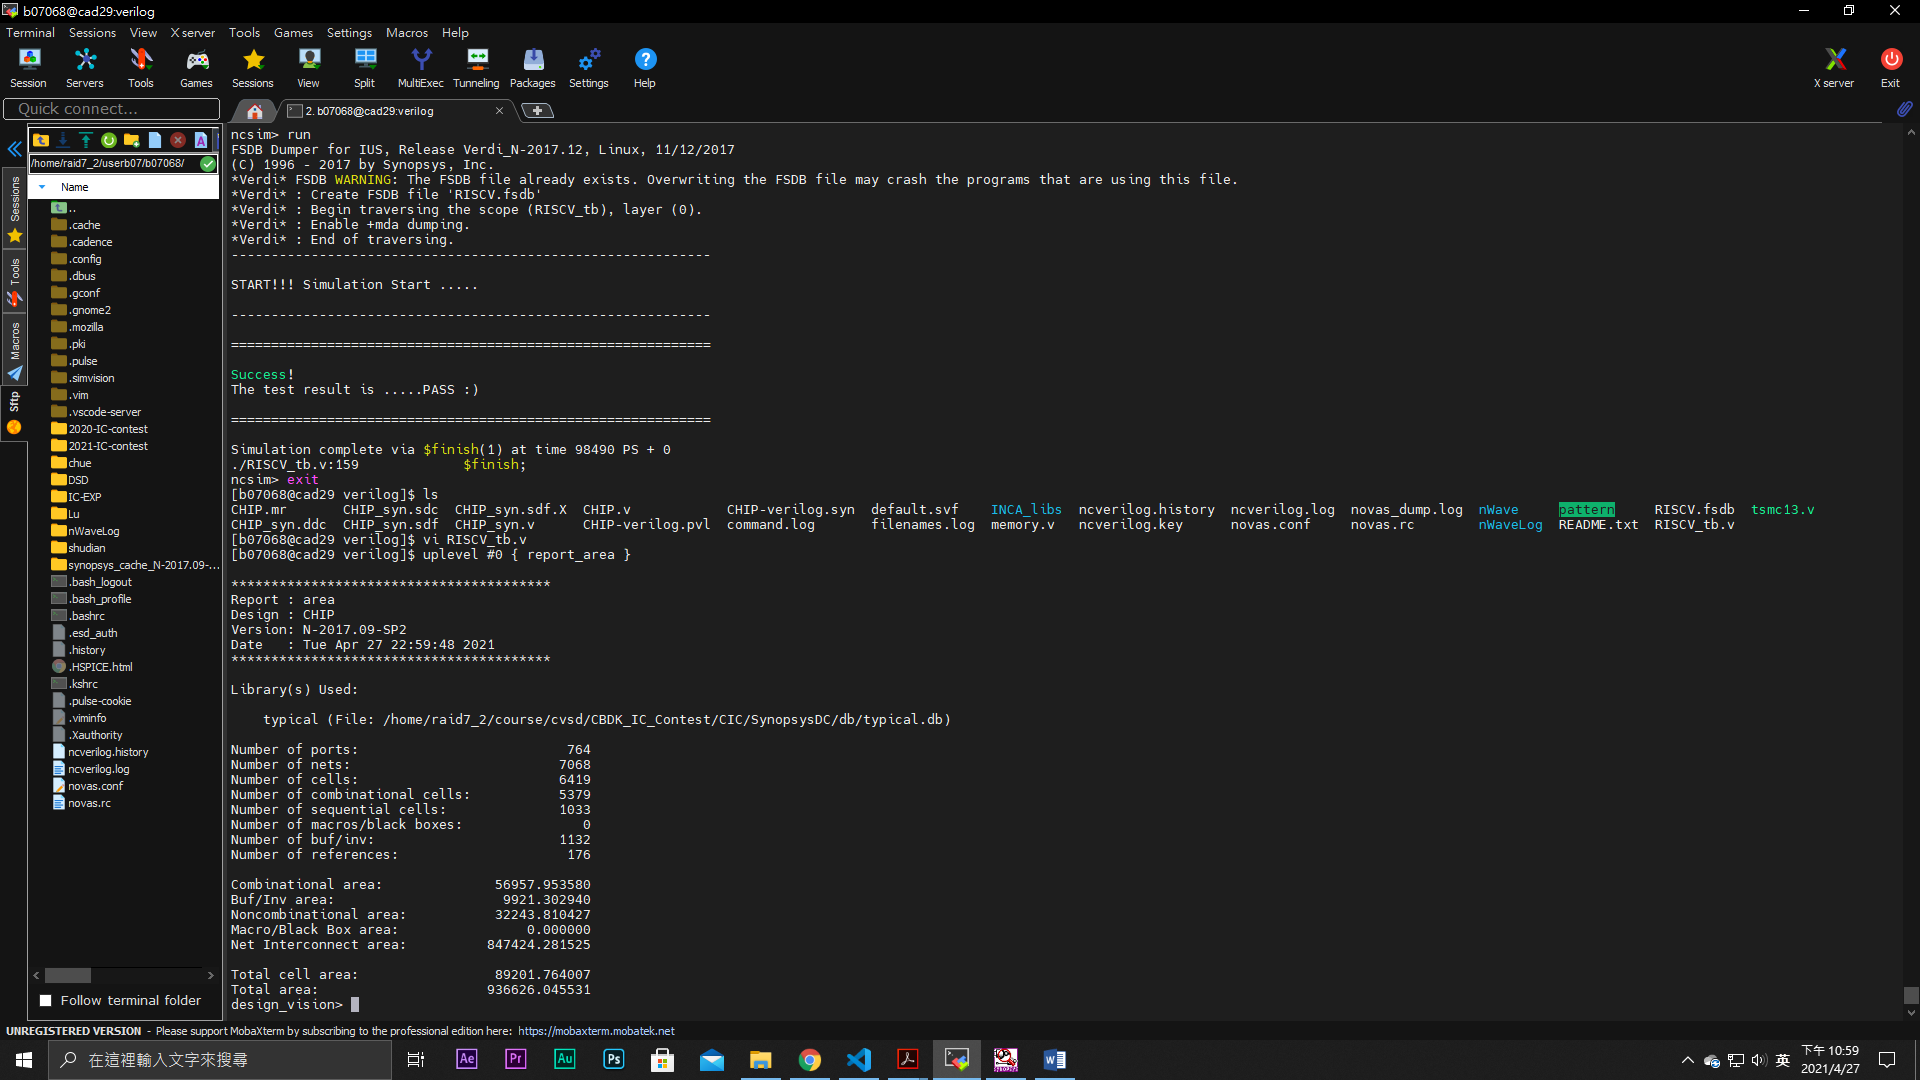 b07068@cad29:verilog
Terminal Sessions View X server Tools Games Settings Macros Help
Session Servers Tools Games Sessions View Split MultiExec Tunneling Packages Settings Help X server Exit
Quick connect...
2. b07068@cad29:verilog
/home/raid7_2/userb07/b07068/
Name
..
.cache
.cadence
.config
.dbus
.gconf
.gnome2
.mozilla
.pki
.pulse
.simvision
.vim
.vscode-server
2020-IC-contest
2021-IC-contest
chue
DSD
IC-EXP
Lu
nWaveLog
shudian
synopsys_cache_N-2017.09-...
.bash_logout
.bash_profile
.bashrc
.esd_auth
.history
.HSPICE.html
.kshrc
.pulse-cookie
.viminfo
.Xauthority
ncverilog.history
ncverilog.log
novas.conf
novas.rc
Follow terminal folder
Sessions
Tools
Macros
Sftp
ncsim> run
FSDB Dumper for IUS, Release Verdi_N-2017.12, Linux, 11/12/2017
(C) 1996 - 2017 by Synopsys, Inc.
*Verdi* FSDB WARNING: The FSDB file already exists. Overwriting the FSDB file may crash the programs that are using this file.
*Verdi* : Create FSDB file 'RISCV.fsdb'
*Verdi* : Begin traversing the scope (RISCV_tb), layer (0).
*Verdi* : Enable +mda dumping.
*Verdi* : End of traversing.
------------------------------------------------------------
START!!! Simulation Start .....
------------------------------------------------------------
============================================================
Success!
The test result is .....PASS :)
============================================================
Simulation complete via $finish(1) at time 98490 PS + 0
./RISCV_tb.v:159             $finish;
ncsim> exit
[b07068@cad29 verilog]$ ls
CHIP.mr CHIP_syn.sdc CHIP_syn.sdf.X CHIP.v CHIP-verilog.syn default.svf INCA_libs ncverilog.history ncverilog.log novas_dump.log nWave pattern RISCV.fsdb tsmc13.v
CHIP_syn.ddc CHIP_syn.sdf CHIP_syn.v CHIP-verilog.pvl command.log filenames.log memory.v ncverilog.key novas.conf novas.rc nWaveLog README.txt RISCV_tb.v
[b07068@cad29 verilog]$ vi RISCV_tb.v
[b07068@cad29 verilog]$ uplevel #0 { report_area }
****************************************
Report : area
Design : CHIP
Version: N-2017.09-SP2
Date   : Tue Apr 27 22:59:48 2021
****************************************
Library(s) Used:
typical (File: /home/raid7_2/course/cvsd/CBDK_IC_Contest/CIC/SynopsysDC/db/typical.db)
Number of ports: 764
Number of nets: 7068
Number of cells: 6419
Number of combinational cells: 5379
Number of sequential cells: 1033
Number of macros/black boxes: 0
Number of buf/inv: 1132
Number of references: 176
Combinational area: 56957.953580
Buf/Inv area: 9921.302940
Noncombinational area: 32243.810427
Macro/Black Box area: 0.000000
Net Interconnect area: 847424.281525
Total cell area: 89201.764007
Total area: 936626.045531
design_vision>
UNREGISTERED VERSION - Please support MobaXterm by subscribing to the professional edition here: https://mobaxterm.mobatek.net
在這裡輸入文字來搜尋
Ae Pr Au Ps
英
下午 10:59
2021/4/27